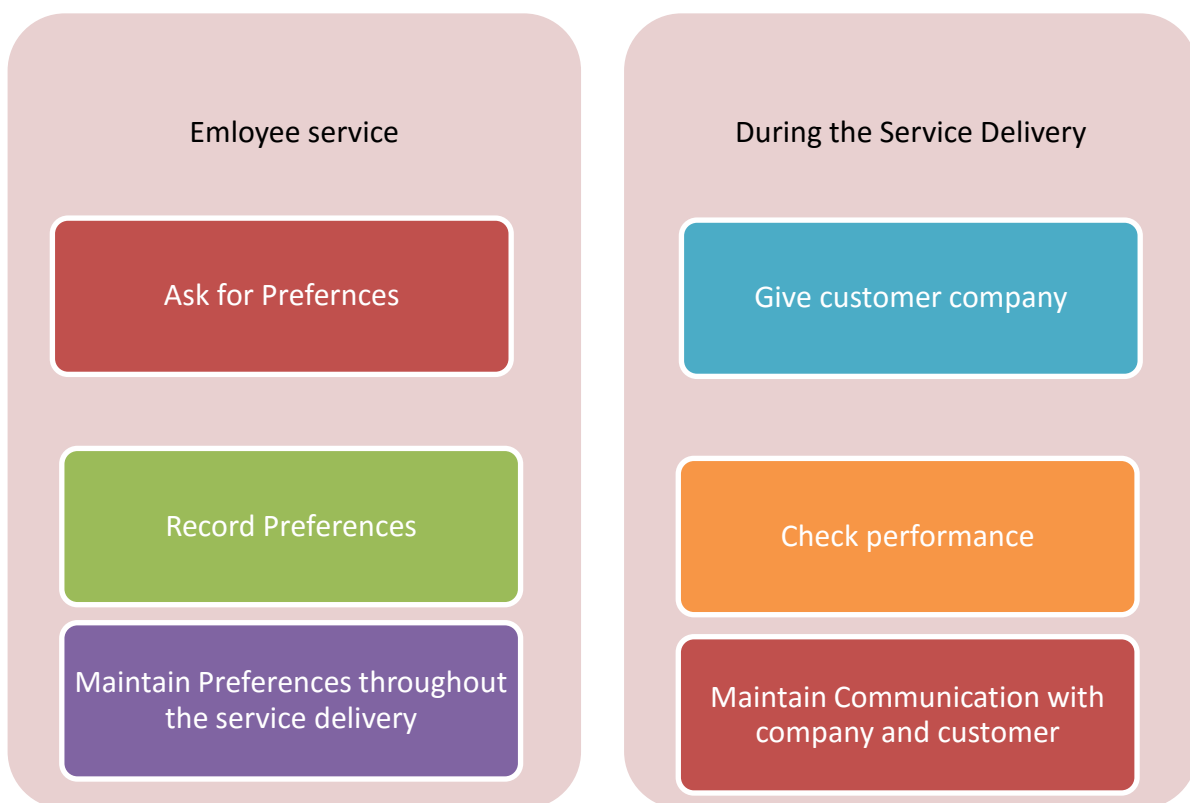 Emloyee service
Ask for Prefernces
Record Preferences
Maintain Preferences throughout
the service delivery
During the Service Delivery
Give customer company
Check performance
Maintain Communication with
company and customer